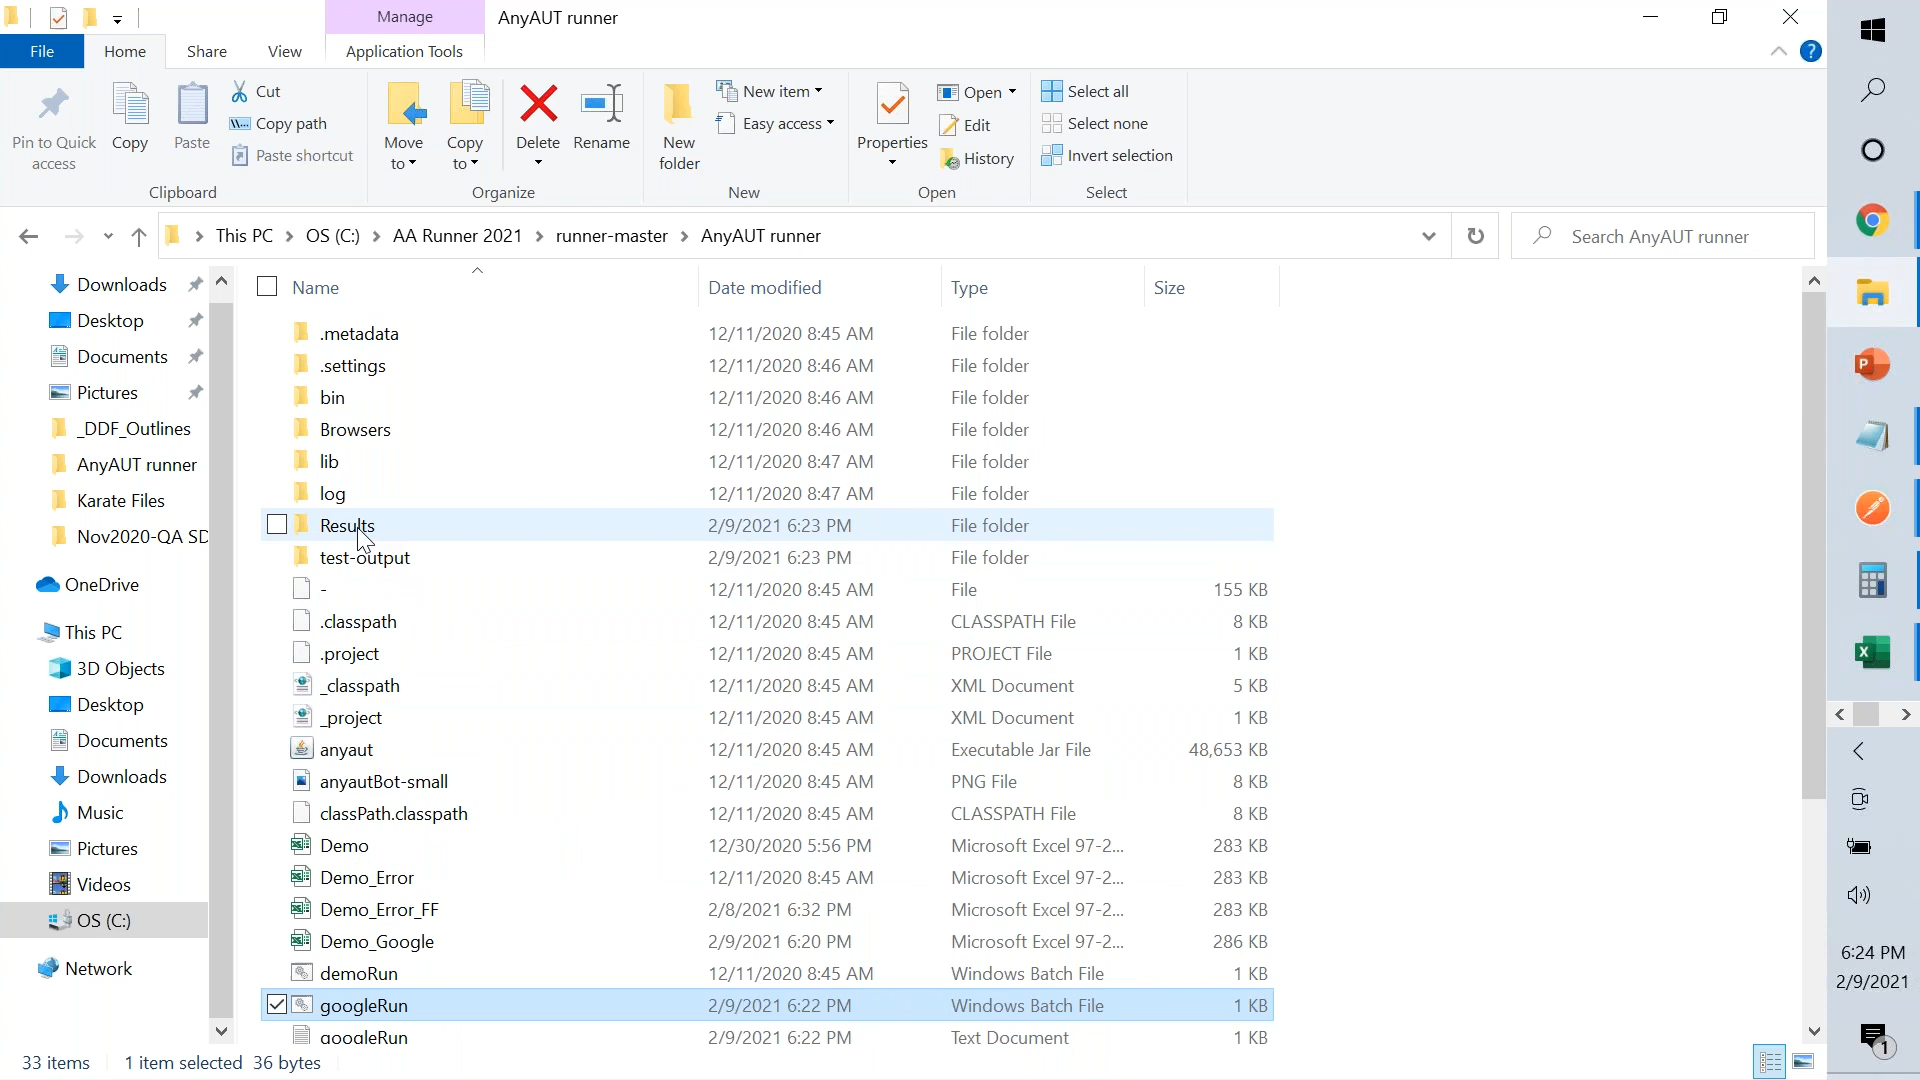 Manage
AnyAUT runner
File
Home
Share
View
Application Tools
?
Pin to Quick access
Copy
Paste
Cut
Copy path
Paste shortcut
Clipboard
Move to
Copy to
Delete
Rename
Organize
New folder
New item
Easy access
New
Properties
Open
Edit
History
Open
Select all
Select none
Invert selection
Select
This PC
OS (C:)
AA Runner 2021
runner-master
AnyAUT runner
Search AnyAUT runner
Downloads
Desktop
Documents
Pictures
_DDF_Outlines
AnyAUT runner
Karate Files
Nov2020-QA SD
OneDrive
This PC
3D Objects
Desktop
Documents
Downloads
Music
Pictures
Videos
OS (C:)
Network
Name Date modified Type Size
.metadata 12/11/2020 8:45 AM File folder
.settings 12/11/2020 8:46 AM File folder
bin 12/11/2020 8:46 AM File folder
Browsers 12/11/2020 8:46 AM File folder
lib 12/11/2020 8:47 AM File folder
log 12/11/2020 8:47 AM File folder
Results 2/9/2021 6:23 PM File folder
test-output 2/9/2021 6:23 PM File folder
- 12/11/2020 8:45 AM File 155 KB
.classpath 12/11/2020 8:45 AM CLASSPATH File 8 KB
.project 12/11/2020 8:45 AM PROJECT File 1 KB
_classpath 12/11/2020 8:45 AM XML Document 5 KB
_project 12/11/2020 8:45 AM XML Document 1 KB
anyaut 12/11/2020 8:45 AM Executable Jar File 48,653 KB
anyautBot-small 12/11/2020 8:45 AM PNG File 8 KB
classPath.classpath 12/11/2020 8:45 AM CLASSPATH File 8 KB
Demo 12/30/2020 5:56 PM Microsoft Excel 97-2... 283 KB
Demo_Error 12/11/2020 8:45 AM Microsoft Excel 97-2... 283 KB
Demo_Error_FF 2/8/2021 6:32 PM Microsoft Excel 97-2... 283 KB
Demo_Google 2/9/2021 6:20 PM Microsoft Excel 97-2... 286 KB
demoRun 12/11/2020 8:45 AM Windows Batch File 1 KB
googleRun 2/9/2021 6:22 PM Windows Batch File 1 KB
googleRun 2/9/2021 6:22 PM Text Document 1 KB
33 items 1 item selected 36 bytes
6:24 PM
2/9/2021
1